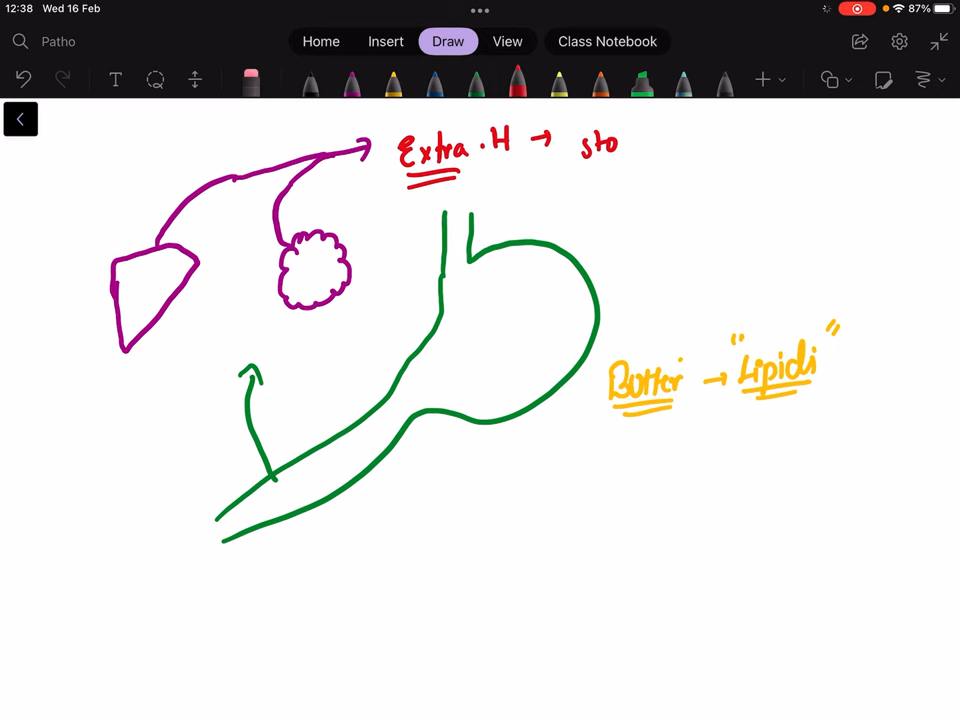 12:38 Wed 16 Feb
87%
Patho
Home Insert Draw View Class Notebook
Extra.H → sto
Butter → "Lipidi"